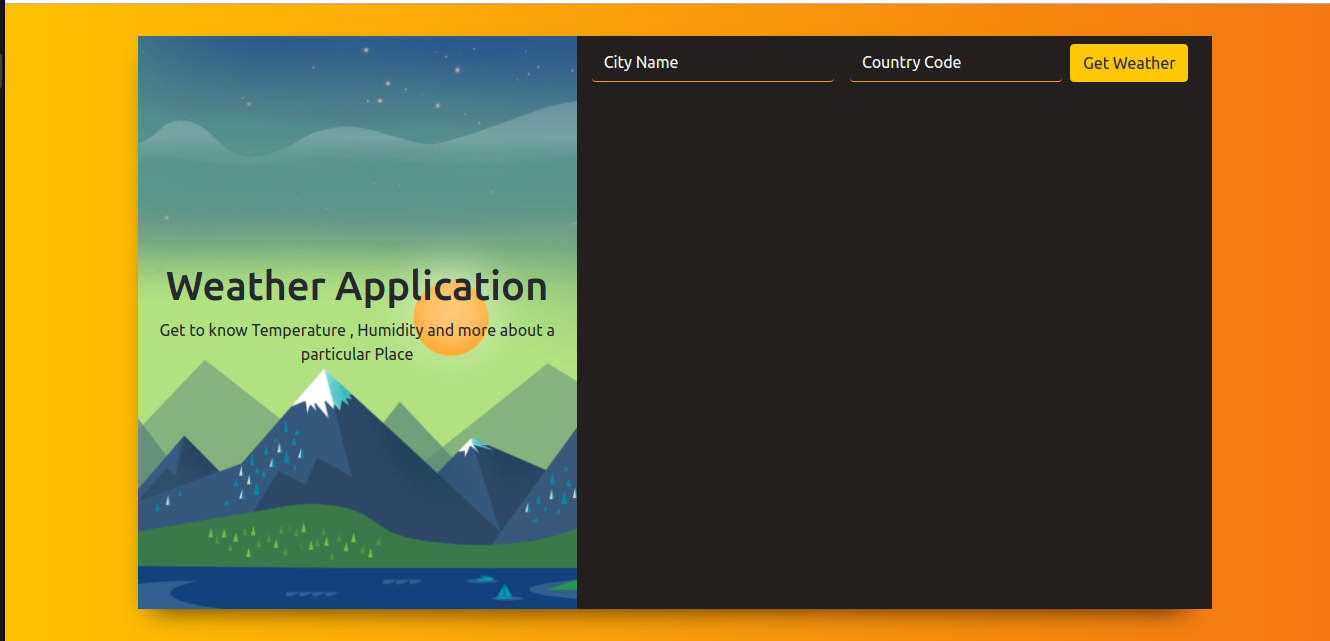 City Name
Country Code
Get Weather
Weather Application
Get to know Temperature , Humidity and more about a
particular Place